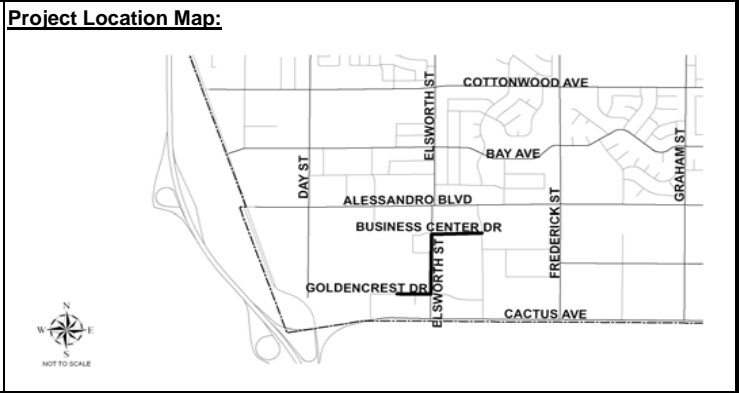 Project Location Map:
COTTONWOOD AVE
ELSWORTH ST
BAY AVE
DAY ST
GRAHAM ST
ALESSANDRO BLVD
FREDERICK ST
BUSINESS CENTER DR
ELSWORTH ST
GOLDENCREST DR
CACTUS AVE
N
W E
S
NOT TO SCALE